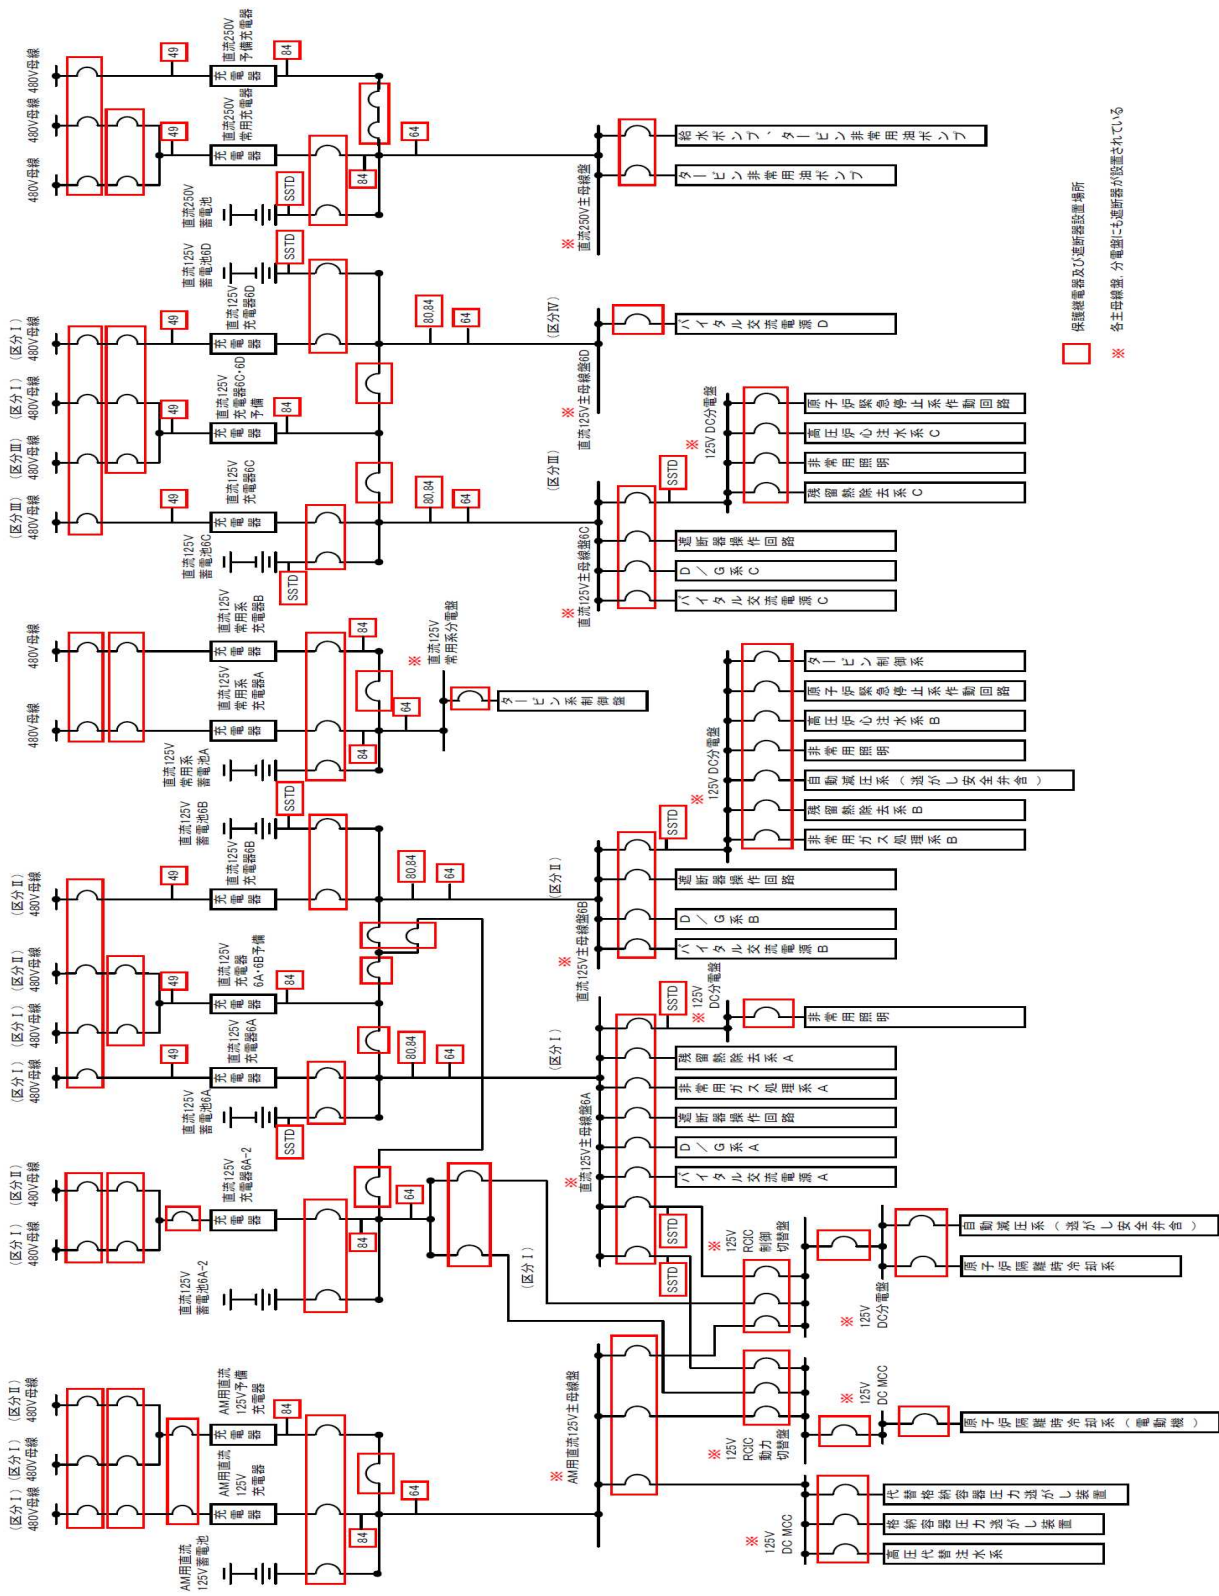 (区分Ⅰ)
480V母線
(区分Ⅰ)
480V母線
(区分Ⅱ)
480V母線
AM用直流
125V蓄電池
AM用直流
125V
充電器
充電器
AM用直流
125V予備
充電器
充電器
84
84
64
※
AM用直流125V主母線盤
※
125V
DC MCC
高圧代替注水系
格納容器圧力逃がし装置
代替格納容器圧力逃がし装置
※
125V
RCIC
動力
切替盤
※
125V
DC MCC
原子炉隔離時冷却系(電動機)
(区分Ⅰ)
480V母線
(区分Ⅱ)
480V母線
直流125V
蓄電池6A-2
直流125V
充電器6A-2
充電器
84
64
(区分Ⅰ)
※
125V
RCIC
制御
切替盤
※
125V
DC分電盤
原子炉隔離時冷却系
自動減圧系(逃がし安全弁含)
(区分Ⅰ)
480V母線
(区分Ⅰ)
480V母線
(区分Ⅱ)
480V母線
(区分Ⅱ)
480V母線
49
49
49
直流125V
蓄電池6A
SSTD
直流125V
充電器6A
充電器
直流125V
充電器
6A・6B予備
充電器
84
直流125V
充電器6B
充電器
直流125V
蓄電池6B
SSTD
80,84
64
80,84
64
(区分Ⅰ)
※
直流125V主母線盤6A
SSTD
SSTD
バイタル交流電源A
D/G系A
遮断器操作回路
非常用ガス処理系A
残留熱除去系A
SSTD
※
125V
DC分電盤
非常用照明
(区分Ⅱ)
※
直流125V主母線盤6B
バイタル交流電源B
D/G系B
遮断器操作回路
SSTD
※
125V DC分電盤
非常用ガス処理系B
残留熱除去系B
自動減圧系(逃がし安全弁含)
非常用照明
高圧炉心注水系B
原子炉緊急停止系作動回路
タービン制御系
480V母線
480V母線
直流125V
常用系
蓄電池A
直流125V
常用系
充電器A
充電器
直流125V
常用系
充電器B
充電器
84
84
64
※
直流125V
常用系分電盤
タービン系制御盤
(区分Ⅲ)
480V母線
(区分Ⅲ)
480V母線
(区分Ⅰ)
480V母線
(区分Ⅰ)
480V母線
49
49
49
直流125V
蓄電池6C
SSTD
直流125V
充電器6C
充電器
直流125V
充電器6C・6D
予備
充電器
84
直流125V
充電器6D
充電器
直流125V
蓄電池6D
SSTD
80,84
64
80,84
64
(区分Ⅲ)
※
直流125V主母線盤6C
バイタル交流電源C
D/G系C
遮断器操作回路
SSTD
※
125V DC分電盤
残留熱除去系C
非常用照明
高圧炉心注水系C
原子炉緊急停止系作動回路
(区分Ⅳ)
※
直流125V主母線盤6D
バイタル交流電源D
480V母線
480V母線
480V母線
49
49
直流250V
蓄電池
SSTD
直流250V
常用充電器
充電器
直流250V
予備充電器
充電器
84
84
64
※
直流250V主母線盤
タービン非常用油ポンプ
給水ポンプ、タービン非常用油ポンプ
保護継電器及び遮断器設置場所
※
各主母線盤,分電盤にも遮断器が設置されている